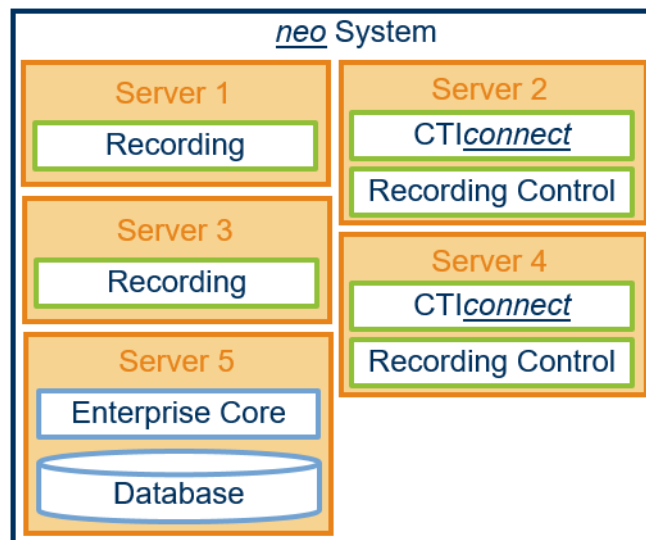 neo System
Server 1
Recording
Server 2
CTIconnect
Recording Control
Server 3
Recording
Server 4
CTIconnect
Recording Control
Server 5
Enterprise Core
Database